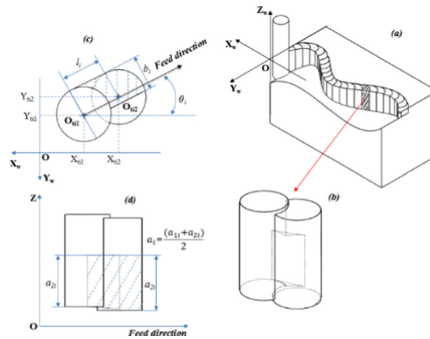 (c)
l_i
b_i
Feed direction
θ_i
Y_ti2
Y_ti1
O_ti2
O_ti1
X_w
O
X_ti1
X_ti2
Y_w
Z_w
(a)
X_w
O
Y_w
(d)
Z
a_i = (a_1i + a_2i) / 2
a_2i
a_2i
O
Feed direction
(b)